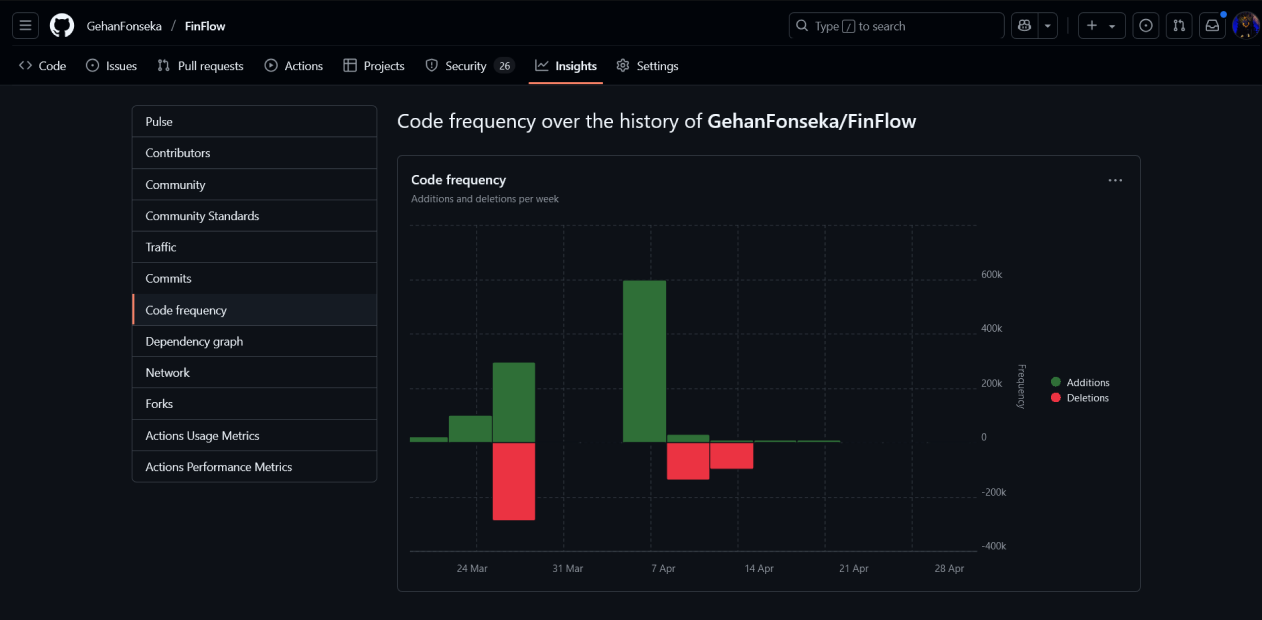 GehanFonseka / FinFlow
Type / to search
Code Issues Pull requests Actions Projects Security 26 Insights Settings
Pulse
Contributors
Community
Community Standards
Traffic
Commits
Code frequency
Dependency graph
Network
Forks
Actions Usage Metrics
Actions Performance Metrics
Code frequency over the history of GehanFonseka/FinFlow
Code frequency
Additions and deletions per week
600k
400k
200k
0
-200k
-400k
Frequency
24 Mar 31 Mar 7 Apr 14 Apr 21 Apr 28 Apr
Additions
Deletions